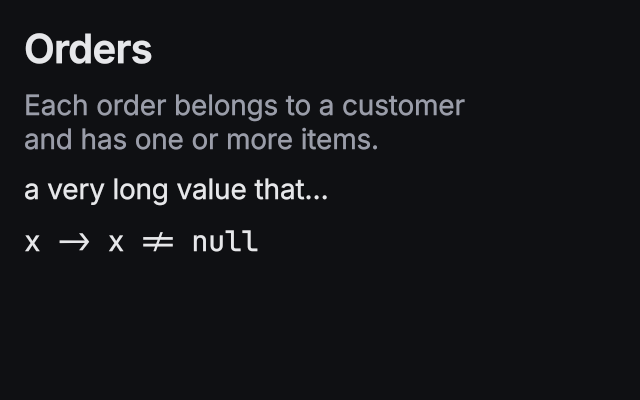 Orders
Each order belongs to a customer
and has one or more items.
a very long value that…
x -> x != null